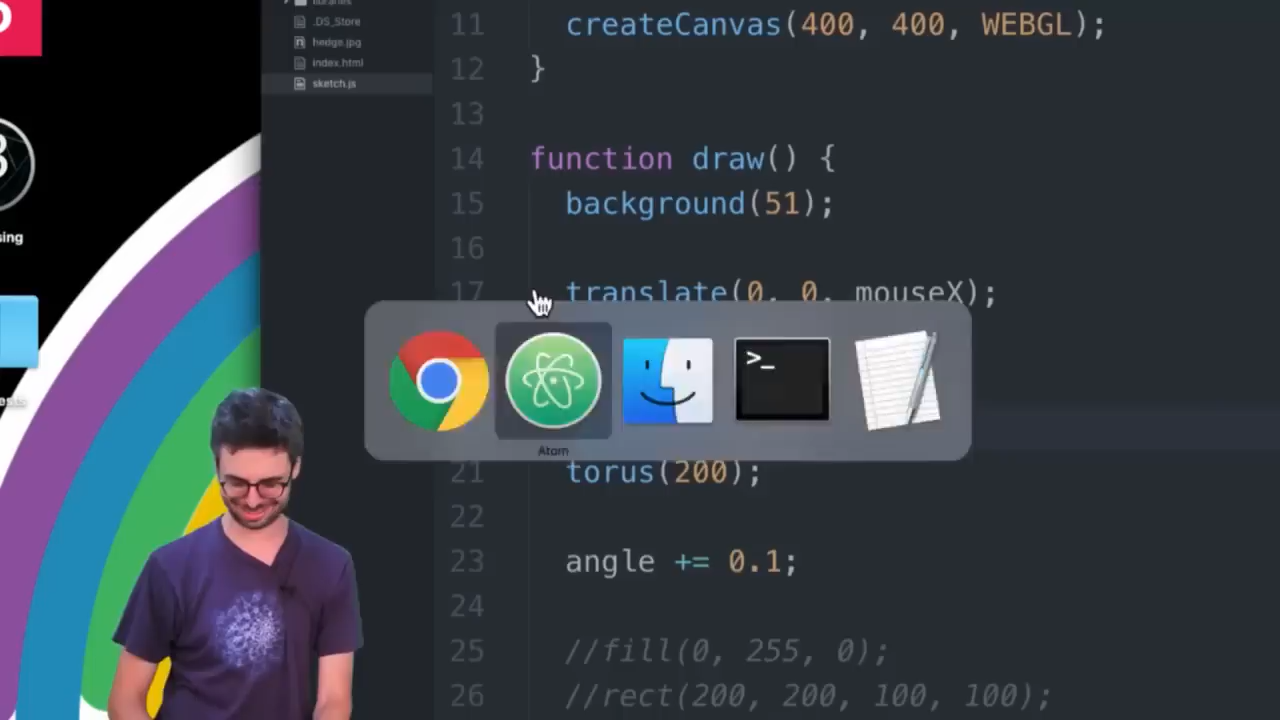 libraries
.DS_Store
hedge.jpg
index.html
sketch.js
11 createCanvas(400, 400, WEBGL);
12 }
13
14 function draw() {
15 background(51);
16
17 translate(0, 0, mouseX);
>_
Atom
21 torus(200);
22
23 angle += 0.1;
24
25 //fill(0, 255, 0);
26 //rect(200, 200, 100, 100);